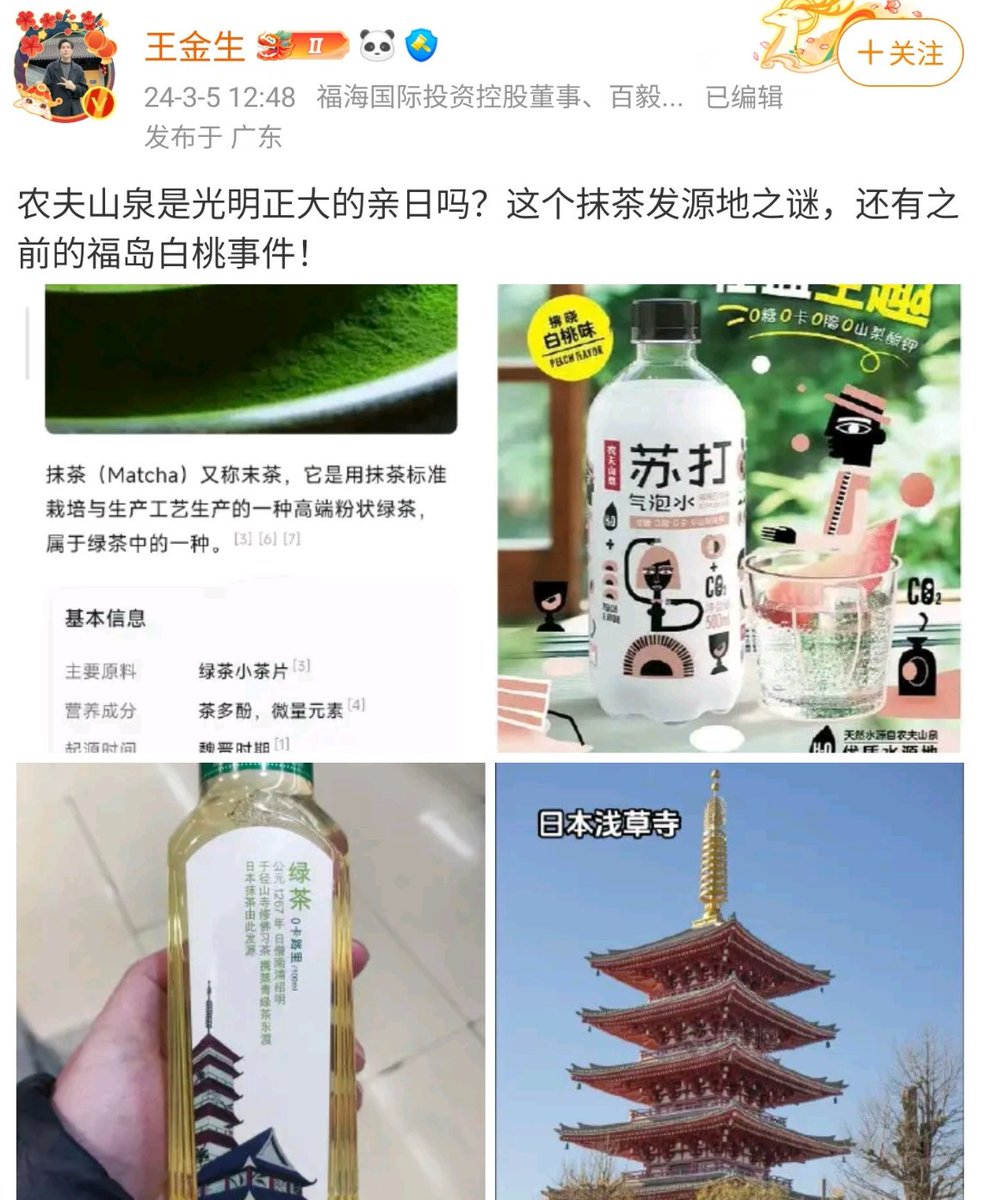 王金生
II
+关注
24-3-5 12:48 福海国际投资控股董事、百毅... 已编辑
发布于 广东
农夫山泉是光明正大的亲日吗？这个抹茶发源地之谜，还有之
前的福岛白桃事件！
抹茶（Matcha）又称末茶，它是用抹茶标准
栽培与生产工艺生产的一种高端粉状绿茶，
属于绿茶中的一种。[3] [6] [7]
基本信息
主要原料 绿茶小茶片[3]
营养成分 茶多酚，微量元素[4]
起源时间 魏晋时期[1]
0糖0卡0脂0山梨酸钾
拂晓
白桃味
PEACH FLAVOR
农夫山泉
苏打
气泡水
H₂O
+
PEACH FLAVOR
+
CO₂
500ml
CO₂
H₂O
天然水源自农夫山泉
优质水源地
绿茶 0卡路里/100ml
公元1267年 日僧南浦绍明
于径山寺修佛习茶 携蒸青绿茶东渡
日本抹茶由此发源
日本浅草寺